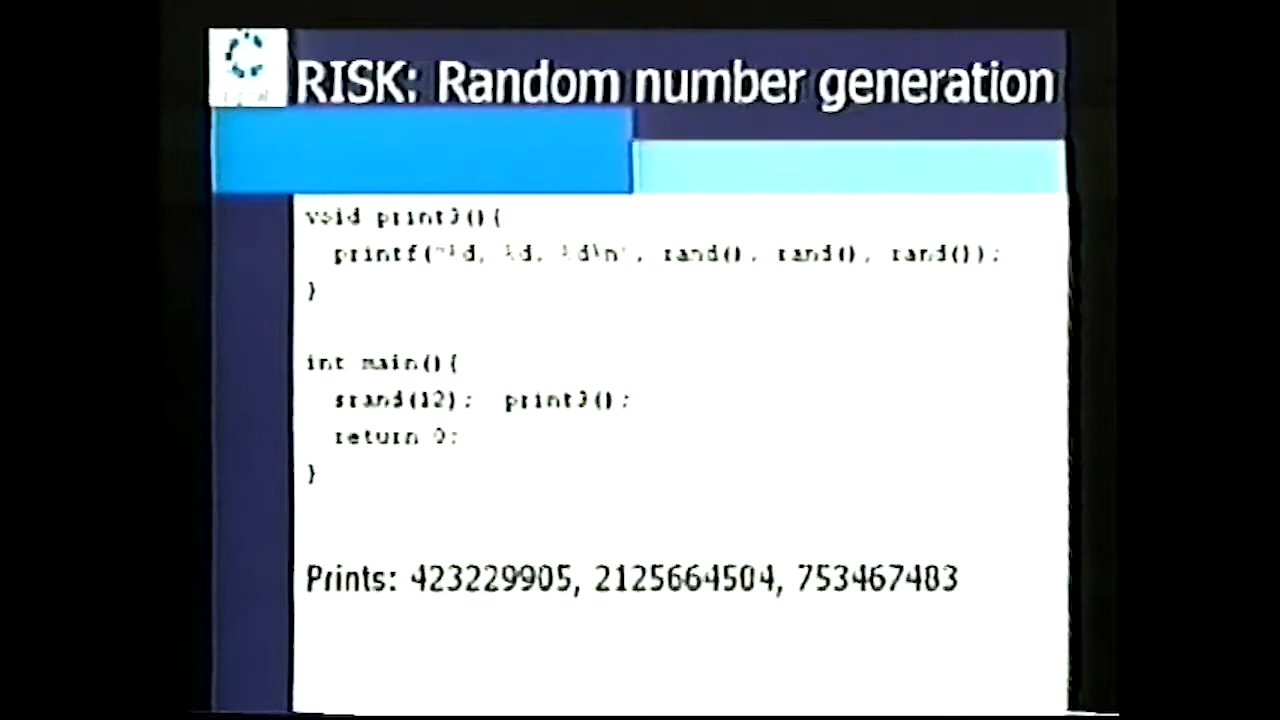 RISK: Random number generation
void print3(){
printf("%d, %d, %d\n", rand(), rand(), rand());
}
int main(){
srand(12); print3();
return 0;
}
Prints: 423229905, 2125664504, 753467483